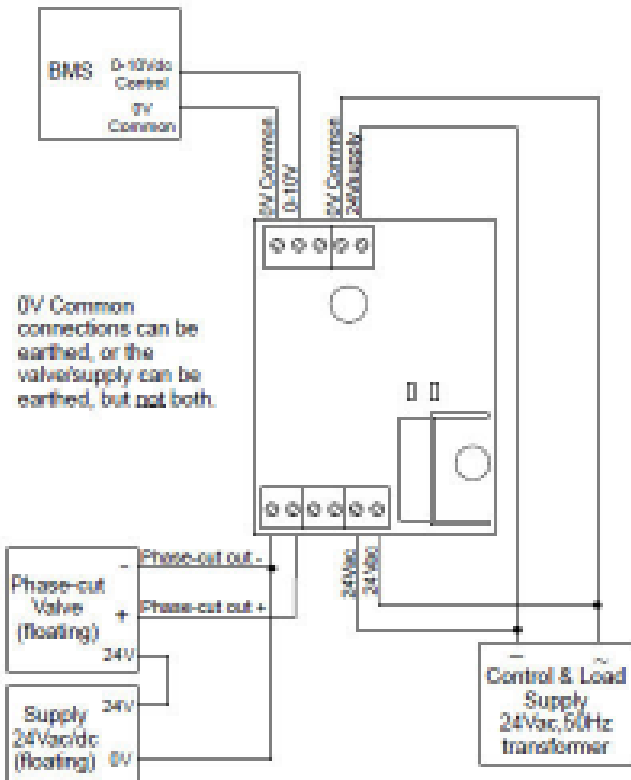 BMS
0-10Vdc
Control
0V
Common
0V Common
0-10V
0V Common
24Vsupply
0V Common
connections can be
earthed, or the
valve/supply can be
earthed, but not both.
Phase-cut
Valve
(floating)
-
+
24V
Phase-cut out -
Phase-cut out +
24Vac
24Vac
Supply
24Vac/dc
(floating)
24V
0V
~
Control & Load
Supply
24Vac,50Hz
transformer